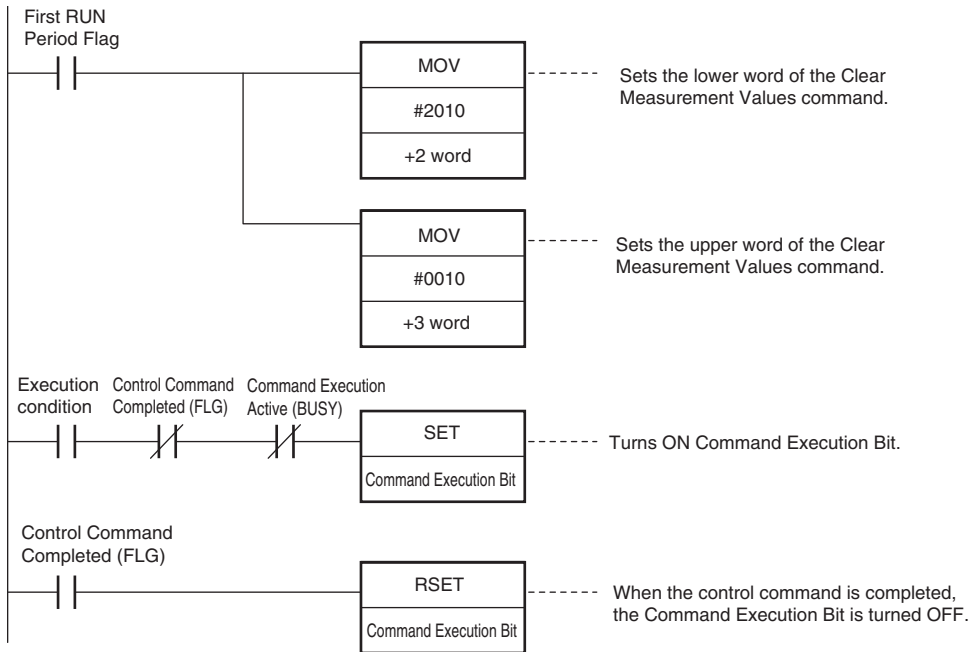 First RUN
Period Flag
MOV
#2010
+2 word
Sets the lower word of the Clear
Measurement Values command.
MOV
#0010
+3 word
Sets the upper word of the Clear
Measurement Values command.
Execution
condition
Control Command
Completed (FLG)
Command Execution
Active (BUSY)
SET
Command Execution Bit
Turns ON Command Execution Bit.
Control Command
Completed (FLG)
RSET
Command Execution Bit
When the control command is completed,
the Command Execution Bit is turned OFF.